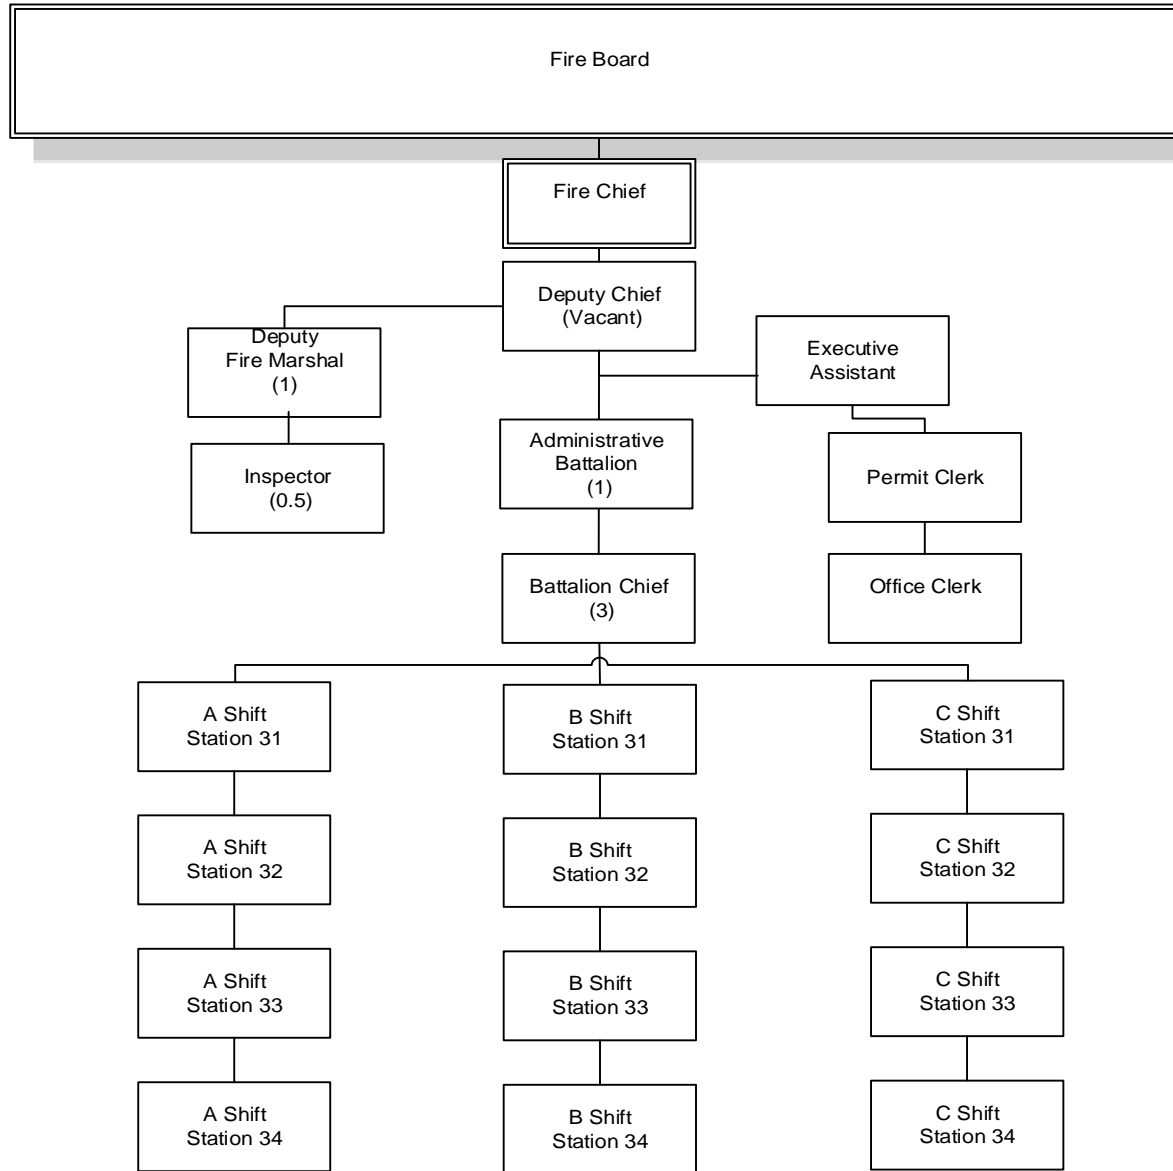 Fire Board
Fire Chief
Deputy Chief
(Vacant)
Deputy
Fire Marshal
(1)
Executive
Assistant
Administrative
Battalion
(1)
Inspector
(0.5)
Permit Clerk
Battalion Chief
(3)
Office Clerk
A Shift
Station 31
B Shift
Station 31
C Shift
Station 31
A Shift
Station 32
B Shift
Station 32
C Shift
Station 32
A Shift
Station 33
B Shift
Station 33
C Shift
Station 33
A Shift
Station 34
B Shift
Station 34
C Shift
Station 34